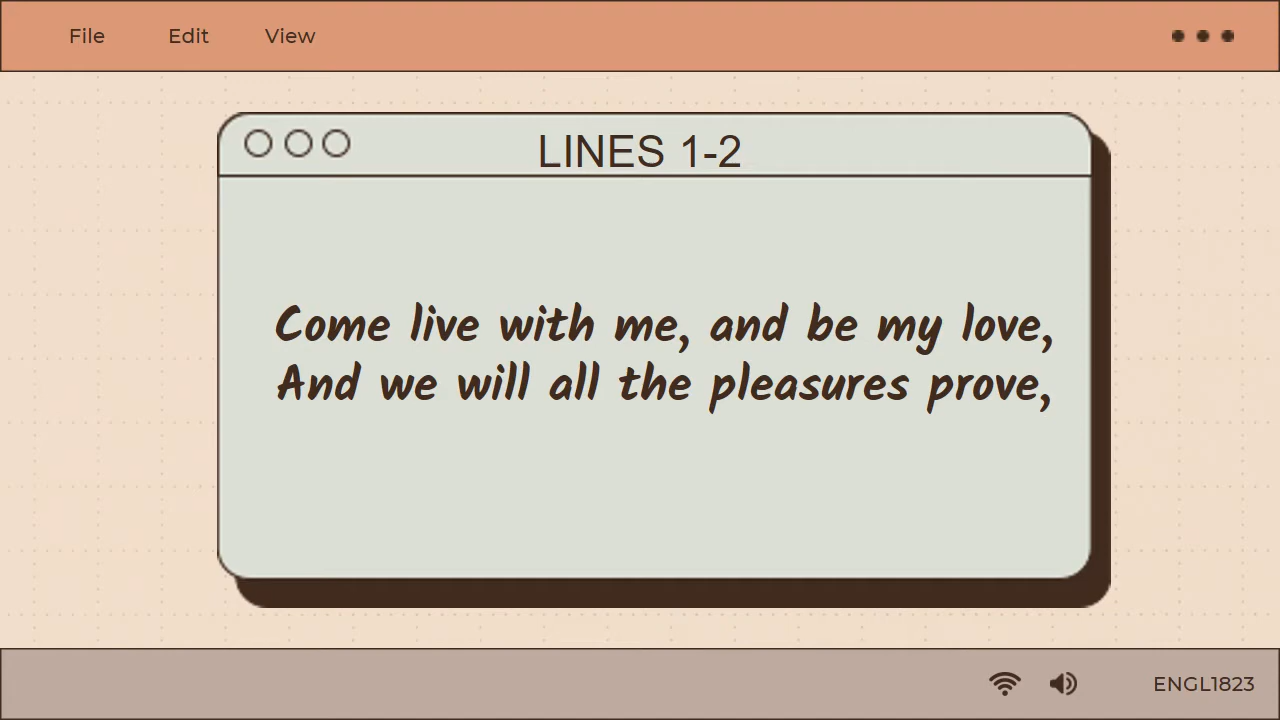 File Edit View
LINES 1-2
Come live with me, and be my love,
And we will all the pleasures prove,
ENGL1823